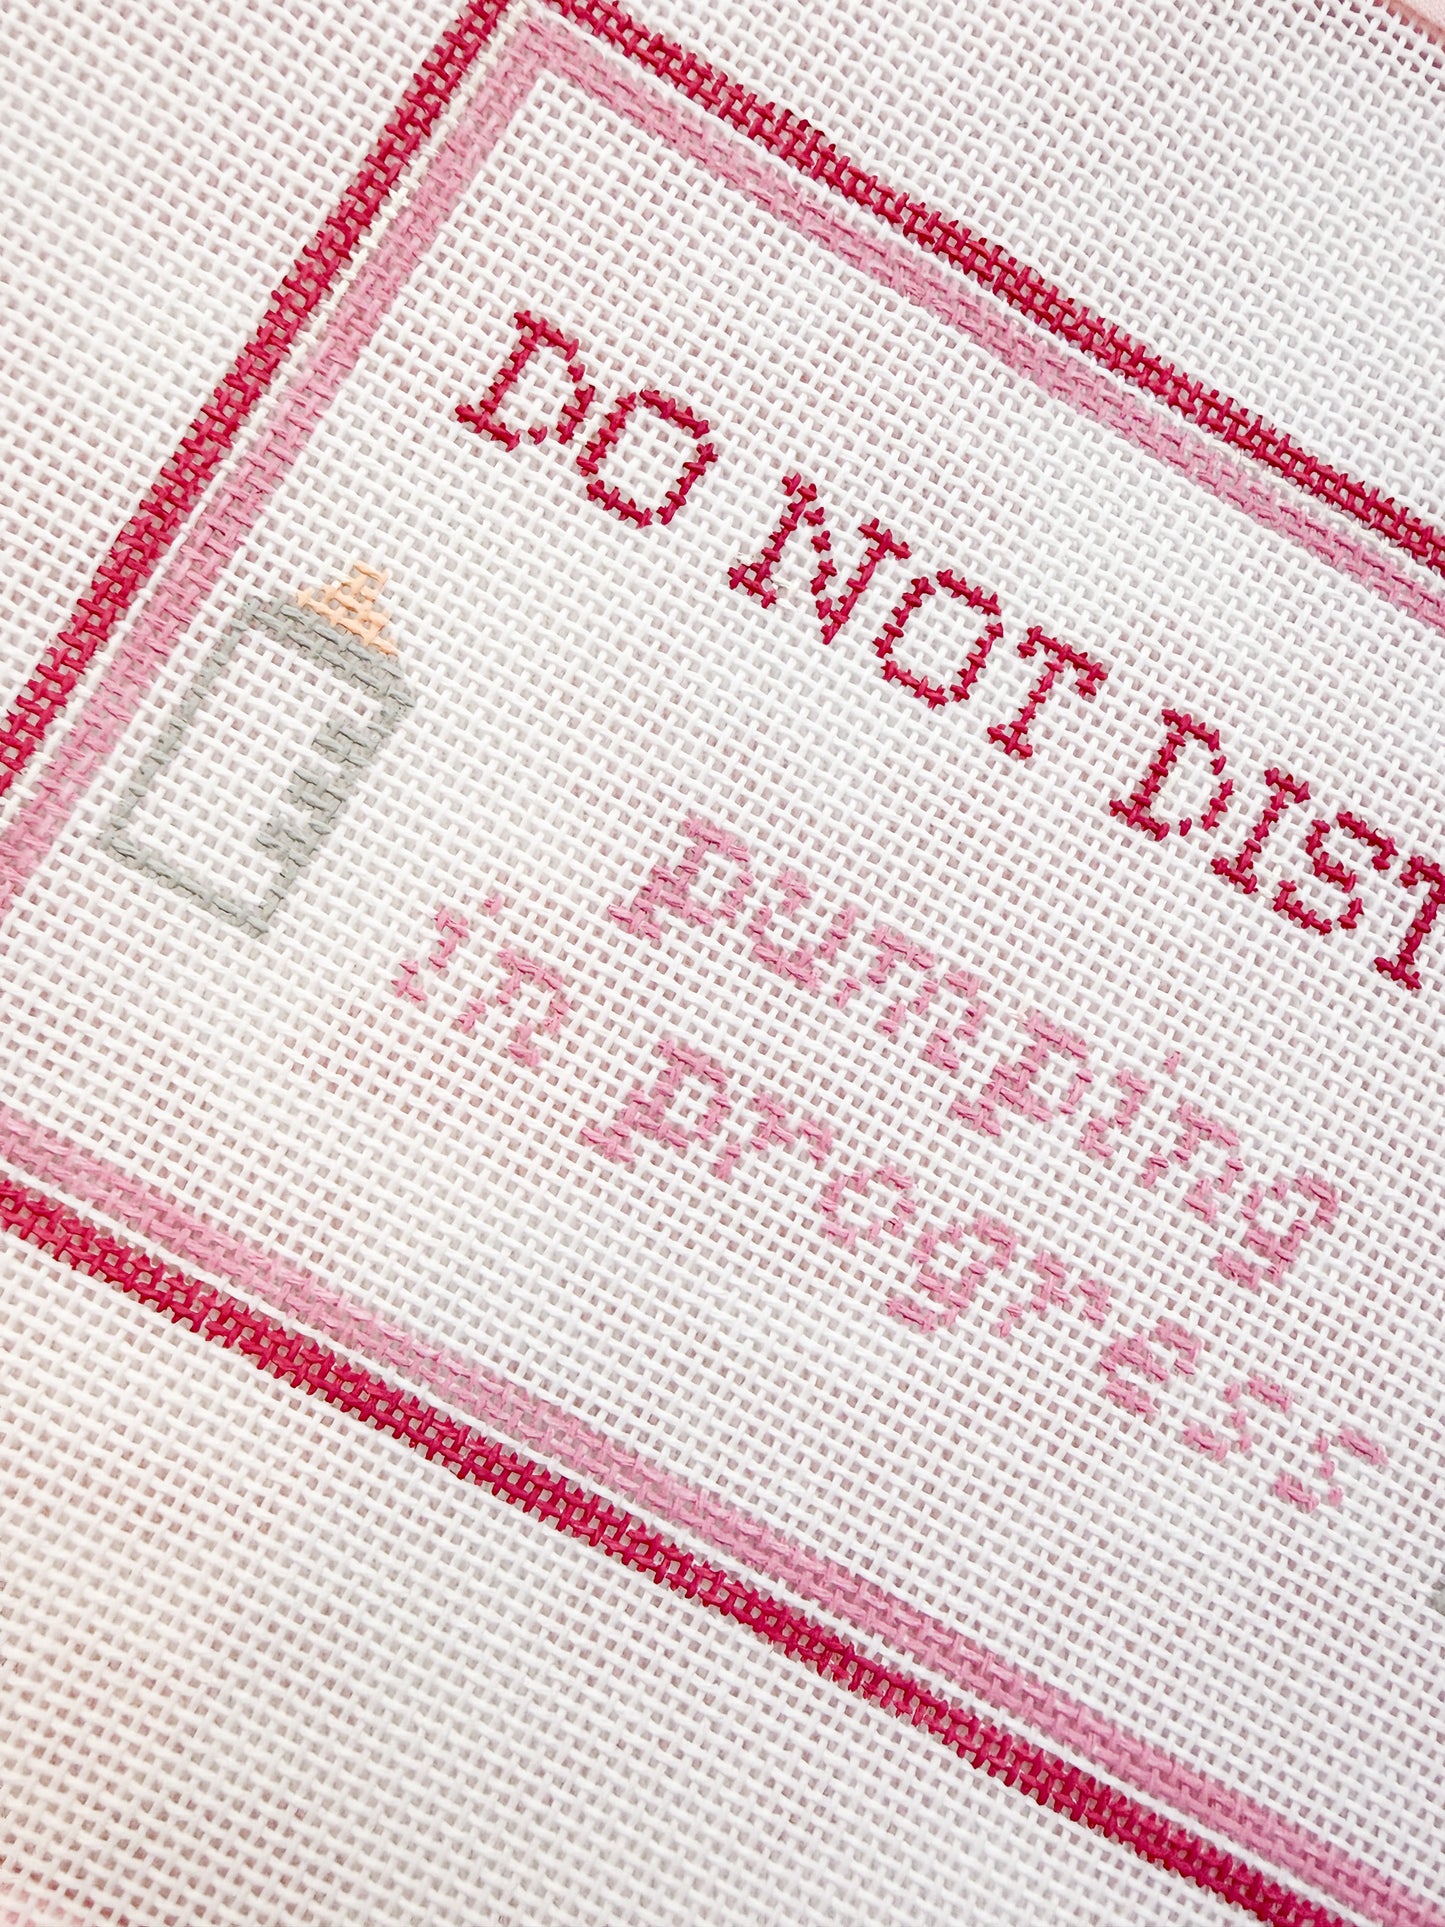 DO NOT DIST
pumping
in progress